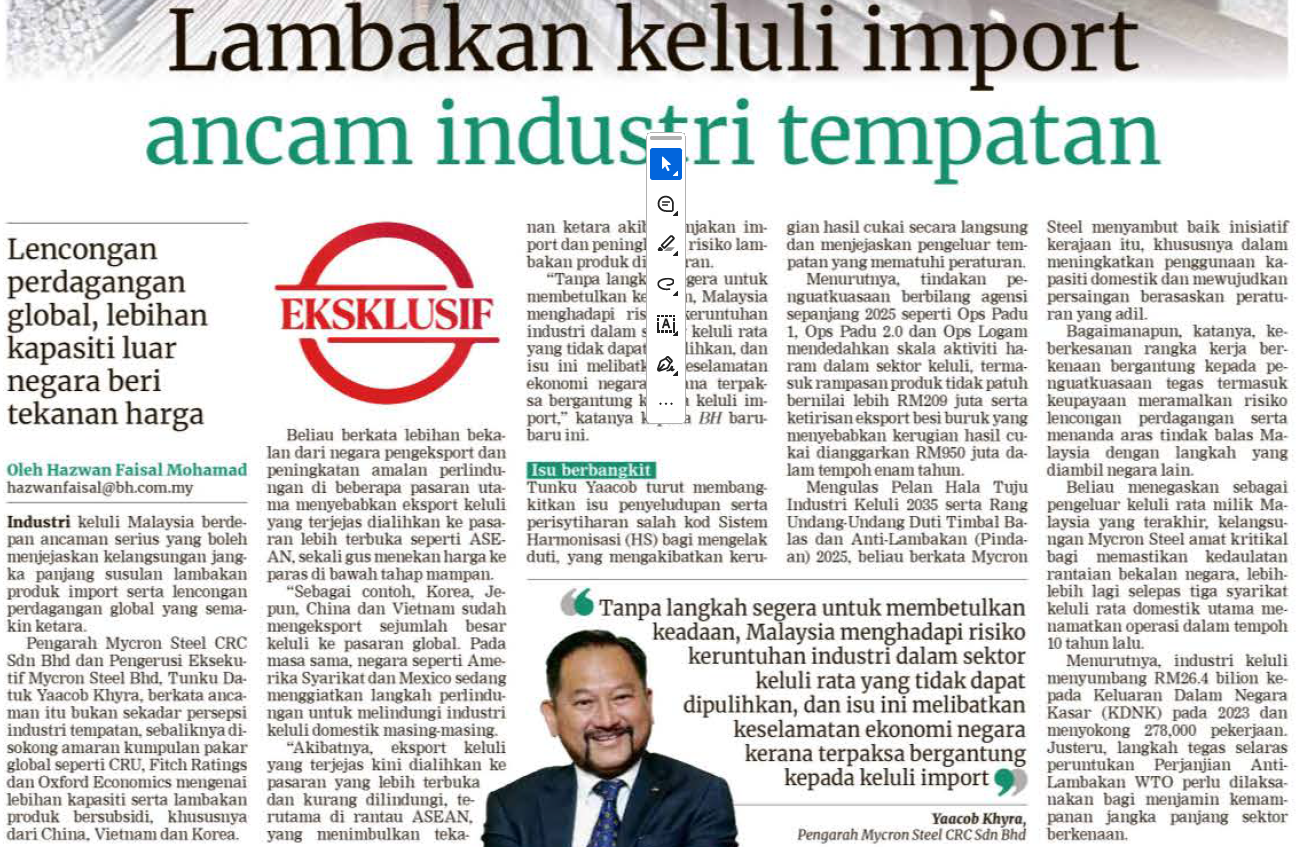 Lambakan keluli import
ancam industri tempatan
Lencongan
perdagangan
global, lebihan
kapasiti luar
negara beri
tekanan harga
Oleh Hazwan Faisal Mohamad
hazwanfaisal@bh.com.my
Industri keluli Malaysia berde-
pan ancaman serius yang boleh
menjejaskan kelangsungan jang-
ka panjang susulan lambakan
produk import serta lencongan
perdagangan global yang sema-
kin ketara.
Pengarah Mycron Steel CRC
Sdn Bhd dan Pengerusi Ekseku-
tif Mycron Steel Bhd, Tunku Da-
tuk Yaacob Khyra, berkata anca-
man itu bukan sekadar persepsi
industri tempatan, sebaliknya di-
sokong amaran kumpulan pakar
global seperti CRU, Fitch Ratings
dan Oxford Economics mengenai
lebihan kapasiti serta lambakan
produk bersubsidi, khususnya
dari China, Vietnam dan Korea.
EKSKLUSIF
Beliau berkata lebihan beka-
lan dari negara pengeksport dan
peningkatan amalan perlindu-
ngan di beberapa pasaran uta-
ma menyebabkan eksport keluli
yang terjejas dialihkan ke pasa-
ran lebih terbuka seperti ASE-
AN, sekali gus menekan harga ke
paras di bawah tahap mampan.
“Sebagai contoh, Korea, Je-
pun, China dan Vietnam sudah
mengeksport sejumlah besar
keluli ke pasaran global. Pada
masa sama, negara seperti Ame-
rika Syarikat dan Mexico sedang
menggiatkan langkah perlindu-
ngan untuk melindungi industri
keluli domestik masing-masing.
“Akibatnya, eksport keluli
yang terjejas kini dialihkan ke
pasaran yang lebih terbuka
dan kurang dilindungi, te-
rutama di rantau ASEAN,
yang menimbulkan teka-
nan ketara njakan im-
port dan risiko lam-
bakan produk
“Tanpa gera untuk
membetulkan Malaysia
menghadapi keruntuhan
industri dalam keluli rata
yang tidak dapat dan
isu ini
ekonomi negara terpak-
sa bergantung keluli im-
port,” katanya BH baru-
baru ini.
Isu berbangkit
Tunku Yaacob turut membang-
kitkan isu penyeludupan serta
perisytiharan salah kod Sistem
Harmonisasi (HS) bagi mengelak
duti, yang mengakibatkan keru-
gian hasil cukai secara langsung
dan menjejaskan pengeluar tem-
patan yang mematuhi peraturan.
Menurutnya, tindakan pe-
nguatkuasaan berbilang agensi
sepanjang 2025 seperti Ops Padu
1, Ops Padu 2.0 dan Ops Logam
mendedahkan skala aktiviti ha-
ram dalam sektor keluli, terma-
suk rampasan produk tidak patuh
bernilai lebih RM209 juta serta
ketirisan eksport besi buruk yang
menyebabkan kerugian hasil cu-
kai dianggarkan RM950 juta da-
lam tempoh enam tahun.
Mengulas Pelan Hala Tuju
Industri Keluli 2035 serta Rang
Undang-Undang Duti Timbal Ba-
las dan Anti-Lambakan (Pinda-
an) 2025, beliau berkata Mycron
Steel menyambut baik inisiatif
kerajaan itu, khususnya dalam
meningkatkan penggunaan ka-
pasiti domestik dan mewujudkan
persaingan berasaskan peratu-
ran yang adil.
Bagaimanapun, katanya, ke-
berkesanan rangka kerja ber-
kenaan bergantung kepada pe-
nguatkuasaan tegas termasuk
keupayaan meramalkan risiko
lencongan perdagangan serta
menanda aras tindak balas Ma-
laysia dengan langkah yang
diambil negara lain.
Beliau menegaskan sebagai
pengeluar keluli rata milik Ma-
laysia yang terakhir, kelangsu-
ngan Mycron Steel amat kritikal
bagi memastikan kedaulatan
rantaian bekalan negara, lebih-
lebih lagi selepas tiga syarikat
keluli rata domestik utama me-
namatkan operasi dalam tempoh
10 tahun lalu.
Menurutnya, industri keluli
menyumbang RM26.4 bilion ke-
pada Keluaran Dalam Negara
Kasar (KDNK) pada 2023 dan
menyokong 278,000 pekerjaan.
Justeru, langkah tegas selaras
peruntukan Perjanjian Anti-
Lambakan WTO perlu dilaksa-
nakan bagi menjamin kemam-
panan jangka panjang sektor
berkenaan.
“Tanpa langkah segera untuk membetulkan
keadaan, Malaysia menghadapi risiko
keruntuhan industri dalam sektor
keluli rata yang tidak dapat
dipulihkan, dan isu ini melibatkan
keselamatan ekonomi negara
kerana terpaksa bergantung
kepada keluli import”
Yaacob Khyra,
Pengarah Mycron Steel CRC Sdn Bhd